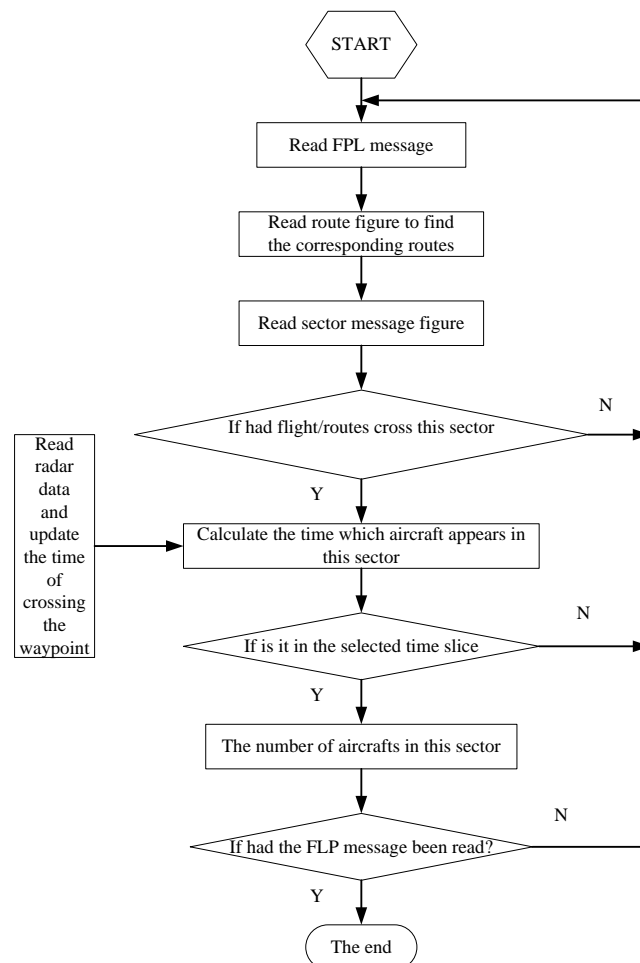 START
Read FPL message
Read route figure to find
the corresponding routes
Read sector message figure
If had flight/routes cross this sector
N
Y
Read
radar
data
and
update
the time
of
crossing
the
waypoint
Calculate the time which aircraft appears in
this sector
If is it in the selected time slice
N
Y
The number of aircrafts in this sector
If had the FLP message been read?
N
Y
The end